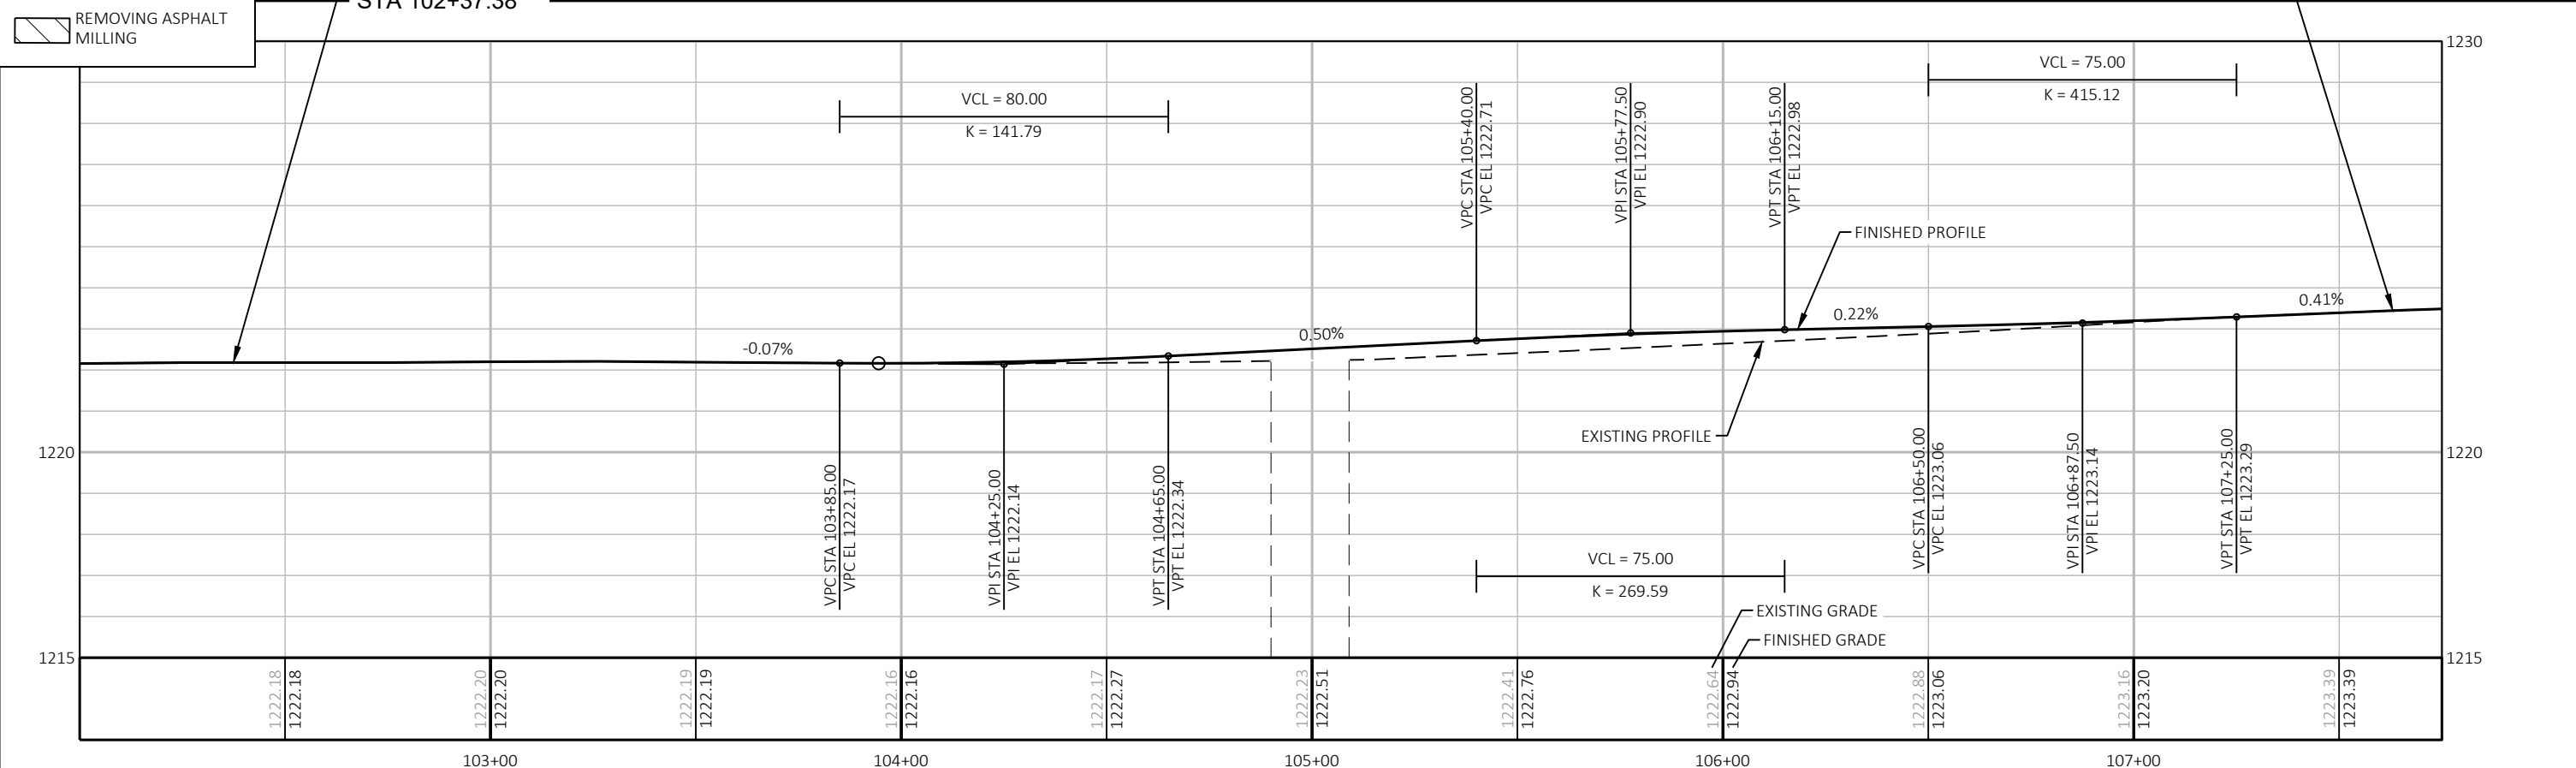 STA 102+37.38
REMOVING ASPHALT
MILLING
1230
VCL = 75.00
K = 415.12
VCL = 80.00
K = 141.79
VPC STA 105+40.00
VPC EL 1222.71
VPI STA 105+77.50
VPI EL 1222.90
VPT STA 106+15.00
VPT EL 1222.98
FINISHED PROFILE
0.41%
0.22%
0.50%
-0.07%
EXISTING PROFILE
1220
1220
VPC STA 103+85.00
VPC EL 1222.17
VPI STA 104+25.00
VPI EL 1222.14
VPT STA 104+65.00
VPT EL 1222.34
VPC STA 106+50.00
VPC EL 1223.06
VPI STA 106+87.50
VPI EL 1223.14
VPT STA 107+25.00
VPT EL 1223.29
VCL = 75.00
K = 269.59
EXISTING GRADE
FINISHED GRADE
1215
1215
1222.18
1222.18
1222.20
1222.20
1222.19
1222.19
1222.16
1222.16
1222.17
1222.27
1222.23
1222.51
1222.41
1222.76
1222.64
1222.94
1222.88
1223.06
1223.16
1223.20
1223.39
1223.39
103+00
104+00
105+00
106+00
107+00